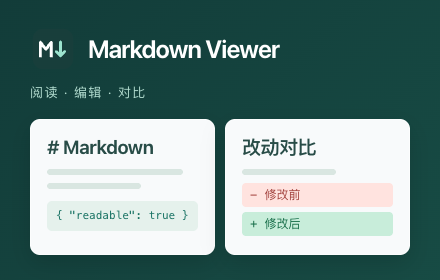 M↓ Markdown Viewer
阅读 · 编辑 · 对比
# Markdown
{ "readable": true }
改动对比
− 修改前
+ 修改后